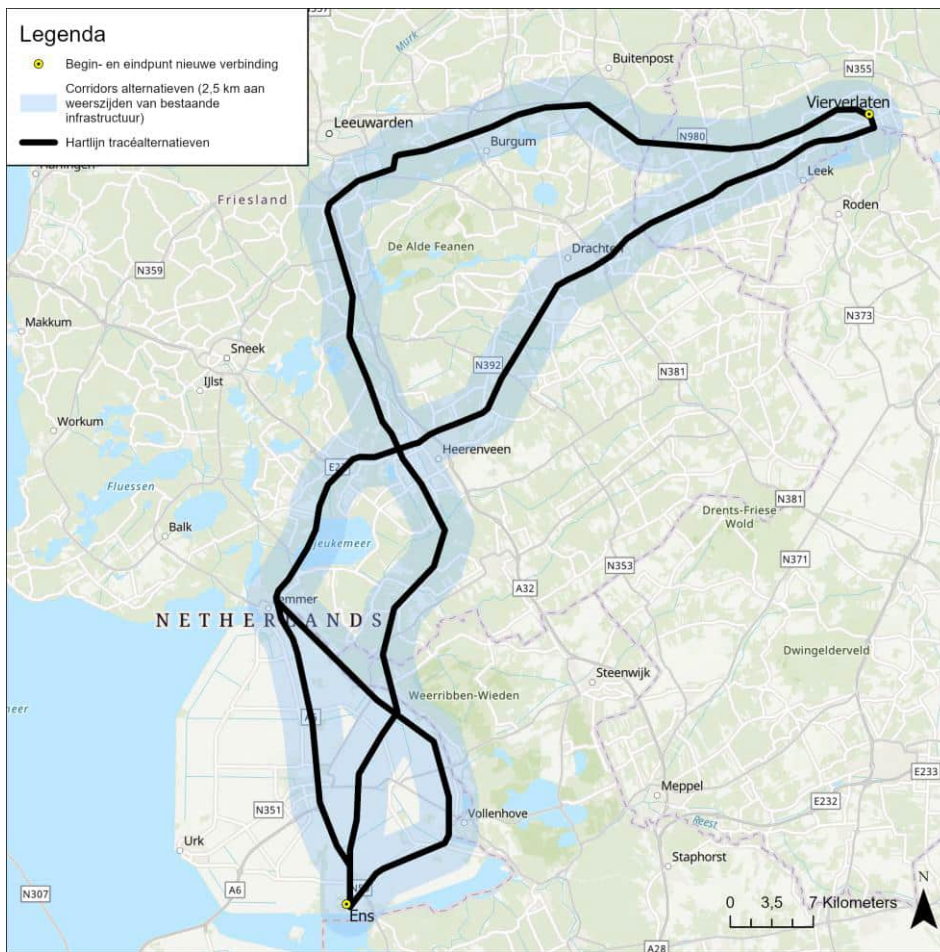 Legenda
Begin- en eindpunt nieuwe verbinding
Corridors alternatieven (2,5 km aan
weerszijden van bestaande
infrastructuur)
Hartlijn tracéalternatieven
Murk
Buitenpost
N355
Vierverlaten
Leeuwarden
N980
Burgum
Leek
Friesland
Roden
De Alde Feanen
Drachten
N359
N373
Makkum
Sneek
N392
N381
IJlst
Workum
Heerenveen
Fluessen
N381
Drents-Friese
Wold
Balk
Jeukemeer
N371
N353
A32
NETHERLANDS
Dwingelderveld
Steenwijk
Weerribben-Wieden
E233
Meppel
E232
N351
Vollenhove
Reest
Urk
Staphorst
N307
A6
Ens
0 3,5 7 Kilometers
N
A28